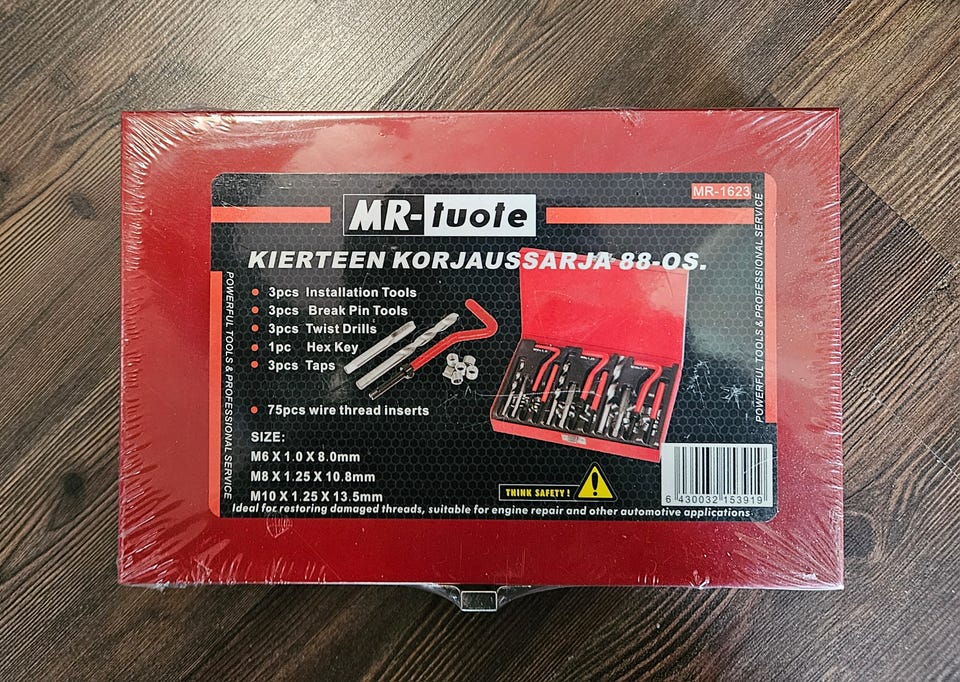 MR-1623
MR-tuote
KIERTEEN KORJAUSSARJA 88-OS.
3pcs Installation Tools
3pcs Break Pin Tools
3pcs Twist Drills
1pc Hex Key
3pcs Taps
75pcs wire thread inserts
SIZE:
M6 X 1.0 X 8.0mm
M8 X 1.25 X 10.8mm
M10 X 1.25 X 13.5mm
THINK SAFETY !
6 430032 153919
Ideal for restoring damaged threads, suitable for engine repair and other automotive applications.
POWERFUL TOOLS & PROFESSIONAL SERVICE
POWERFUL TOOLS & PROFESSIONAL SERVICE